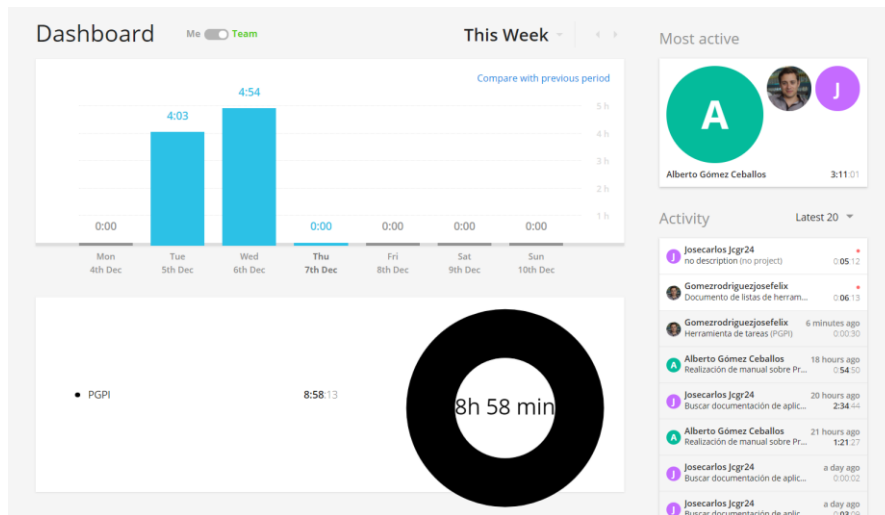 Dashboard
Me Team
This Week
Compare with previous period
5 h
4 h
3 h
2 h
1 h
0:00
4:03
4:54
0:00
0:00
0:00
0:00
Mon
4th Dec
Tue
5th Dec
Wed
6th Dec
Thu
7th Dec
Fri
8th Dec
Sat
9th Dec
Sun
10th Dec
PGPI
8:58:13
8h 58 min
Most active
A
J
Alberto Gómez Ceballos 3:11:01
Activity
Latest 20
J
Josecarlos Jcgr24
no description (no project) 0:05:12
Gomezrodriguezjosefelix
Documento de listas de herram... 0:06:13
Gomezrodriguezjosefelix 6 minutes ago
Herramienta de tareas (PGPI) 0:00:30
A
Alberto Gómez Ceballos 18 hours ago
Realización de manual sobre Pr... 0:54:50
J
Josecarlos Jcgr24 20 hours ago
Buscar documentación de aplic... 2:34:44
A
Alberto Gómez Ceballos 21 hours ago
Realización de manual sobre Pr... 1:21:27
J
Josecarlos Jcgr24 a day ago
Buscar documentación de aplic... 0:00:02
J
Josecarlos Jcgr24 a day ago
Buscar documentación de aplic...